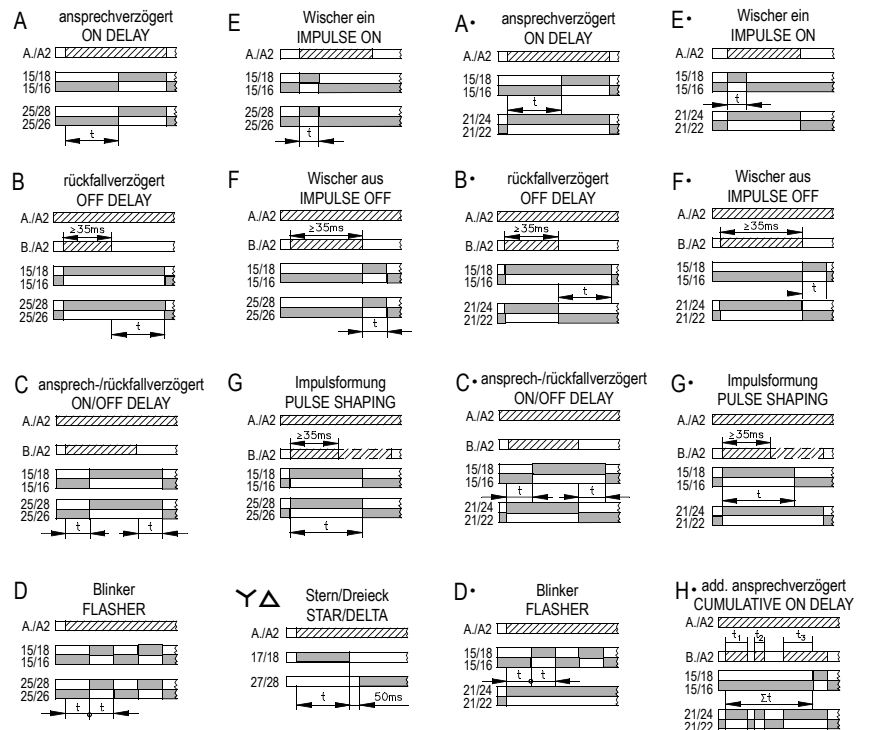 A
ansprechverzögert
ON DELAY
A./A2
15/18
15/16
25/28
25/26
t
E
Wischer ein
IMPULSE ON
A./A2
15/18
15/16
25/28
25/26
t
A•
ansprechverzögert
ON DELAY
A./A2
15/18
15/16
t
21/24
21/22
E•
Wischer ein
IMPULSE ON
A./A2
15/18
15/16
t
21/24
21/22
B
rückfallverzögert
OFF DELAY
A./A2
≥35ms
B./A2
15/18
15/16
25/28
25/26
t
F
Wischer aus
IMPULSE OFF
A./A2
≥35ms
B./A2
15/18
15/16
25/28
25/26
t
B•
rückfallverzögert
OFF DELAY
A./A2
≥35ms
B./A2
15/18
15/16
t
21/24
21/22
F•
Wischer aus
IMPULSE OFF
A./A2
≥35ms
B./A2
15/18
15/16
t
21/24
21/22
C
ansprech-/rückfallverzögert
ON/OFF DELAY
A./A2
B./A2
15/18
15/16
25/28
25/26
t
t
G
Impulsformung
PULSE SHAPING
A./A2
≥35ms
B./A2
15/18
15/16
25/28
25/26
t
C•
ansprech-/rückfallverzögert
ON/OFF DELAY
A./A2
B./A2
15/18
15/16
t
t
21/24
21/22
G•
Impulsformung
PULSE SHAPING
A./A2
≥35ms
B./A2
15/18
15/16
t
21/24
21/22
D
Blinker
FLASHER
A./A2
15/18
15/16
25/28
25/26
t
t
Stern/Dreieck
STAR/DELTA
A./A2
17/18
27/28
t
50ms
D•
Blinker
FLASHER
A./A2
15/18
15/16
t
t
21/24
21/22
H•
add. ansprechverzögert
CUMULATIVE ON DELAY
A./A2
t1 t2 t3
B./A2
15/18
15/16
Σt
21/24
21/22